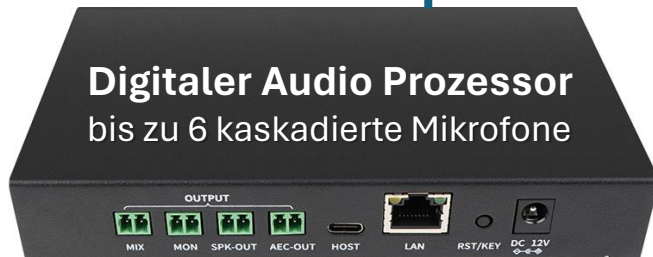 Digitaler Audio Prozessor
bis zu 6 kaskadierte Mikrofone
OUTPUT
MIX MON SPK-OUT AEC-OUT HOST LAN RST/KEY DC 12V